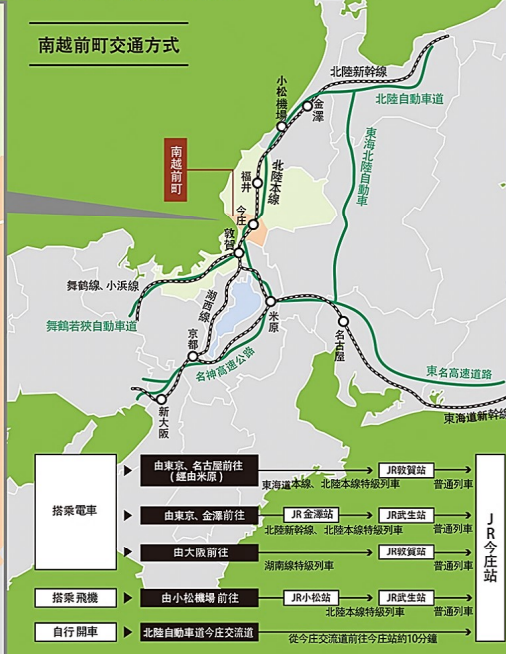 南越前町交通方式
北陸新幹線
小松機場
金澤
北陸自動車道
東海北陸自動車
南越前町
福井
北陸本線
今庄
敦賀
舞鶴線、小浜線
湖西線
米原
舞鶴若狹自動車道
京都
名古屋
名神高速公路
東名高速道路
新大阪
東海道新幹線
搭乘電車
由東京、名古屋前往
(經由米原)
東海道本線、北陸本線特級列車
JR敦賀站
普通列車
由東京、金澤前往
JR金澤站
北陸新幹線、北陸本線特級列車
JR武生站
普通列車
由大阪前往
湖南線特級列車
JR敦賀站
普通列車
搭乘飛機
由小松機場前往
JR小松站
北陸本線特級列車
JR武生站
普通列車
自行開車
北陸自動車道今庄交流道
從今庄交流道前往今庄站約10分鐘
JR今庄站